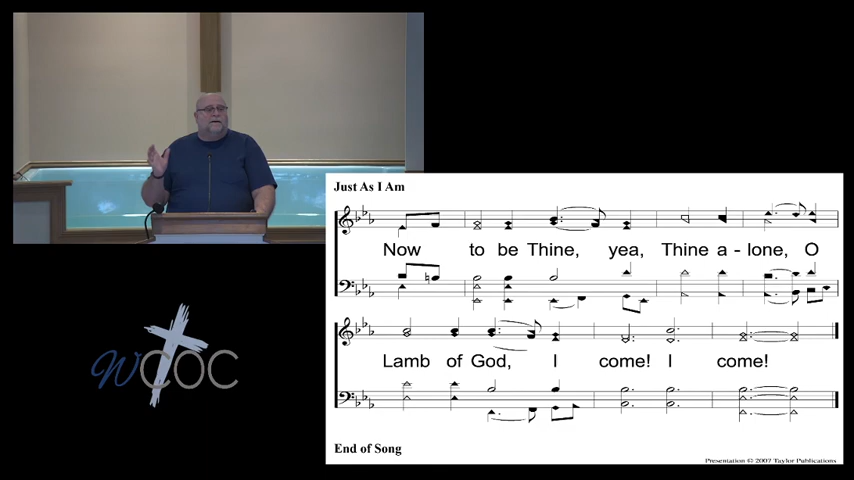 Just As I Am
Now to be Thine, yea, Thine a - lone, O
Lamb of God, I come! I come!
End of Song
Presentation © 2007 Taylor Publications
WCOC